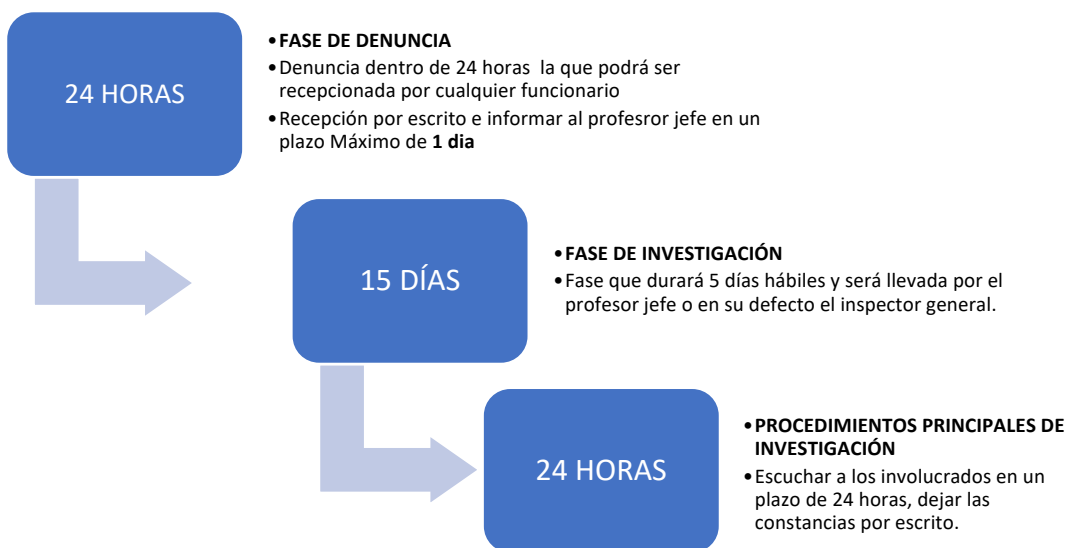 24 HORAS
•FASE DE DENUNCIA
•Denuncia dentro de 24 horas  la que podrá ser
recepcionada por cualquier funcionario
•Recepción por escrito e informar al profesror jefe en un
plazo Máximo de 1 dia
15 DÍAS
•FASE DE INVESTIGACIÓN
•Fase que durará 5 días hábiles y será llevada por el
profesor jefe o en su defecto el inspector general.
24 HORAS
•PROCEDIMIENTOS PRINCIPALES DE
INVESTIGACIÓN
•Escuchar a los involucrados en un
plazo de 24 horas, dejar las
constancias por escrito.